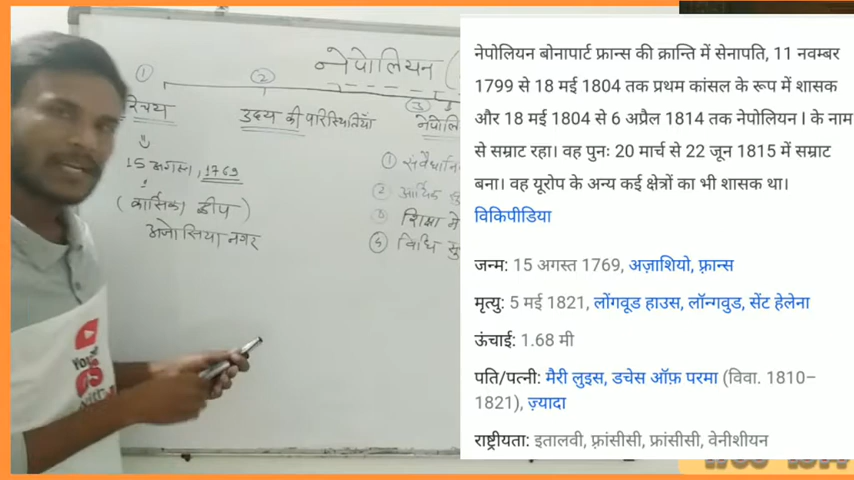 नेपोलियन (
①
②
③
रिचय
उदय की परिस्थितियाँ
नेपोलि
15 अगस्त, 1769
(कार्सिका द्वीप)
अजोसिया नगर
① संवैधानि
② आर्थिक
③ शिक्षा मे
④ विधि सु
नेपोलियन बोनापार्ट फ्रान्स की क्रान्ति में सेनापति, 11 नवम्बर
1799 से 18 मई 1804 तक प्रथम कांसल के रूप में शासक
और 18 मई 1804 से 6 अप्रैल 1814 तक नेपोलियन I के नाम
से सम्राट रहा। वह पुनः 20 मार्च से 22 जून 1815 में सम्राट
बना। वह यूरोप के अन्य कई क्षेत्रों का भी शासक था।
विकिपीडिया
जन्म: 15 अगस्त 1769, अज़ाशियो, फ़्रान्स
मृत्यु: 5 मई 1821, लोंगवूड हाउस, लॉन्गवुड, सेंट हेलेना
ऊंचाई: 1.68 मी
पति/पत्नी: मैरी लुइस, डचेस ऑफ़ परमा (विवा. 1810–
1821), ज़्यादा
राष्ट्रीयता: इतालवी, फ़्रांसीसी, फ्रांसीसी, वेनीशीयन